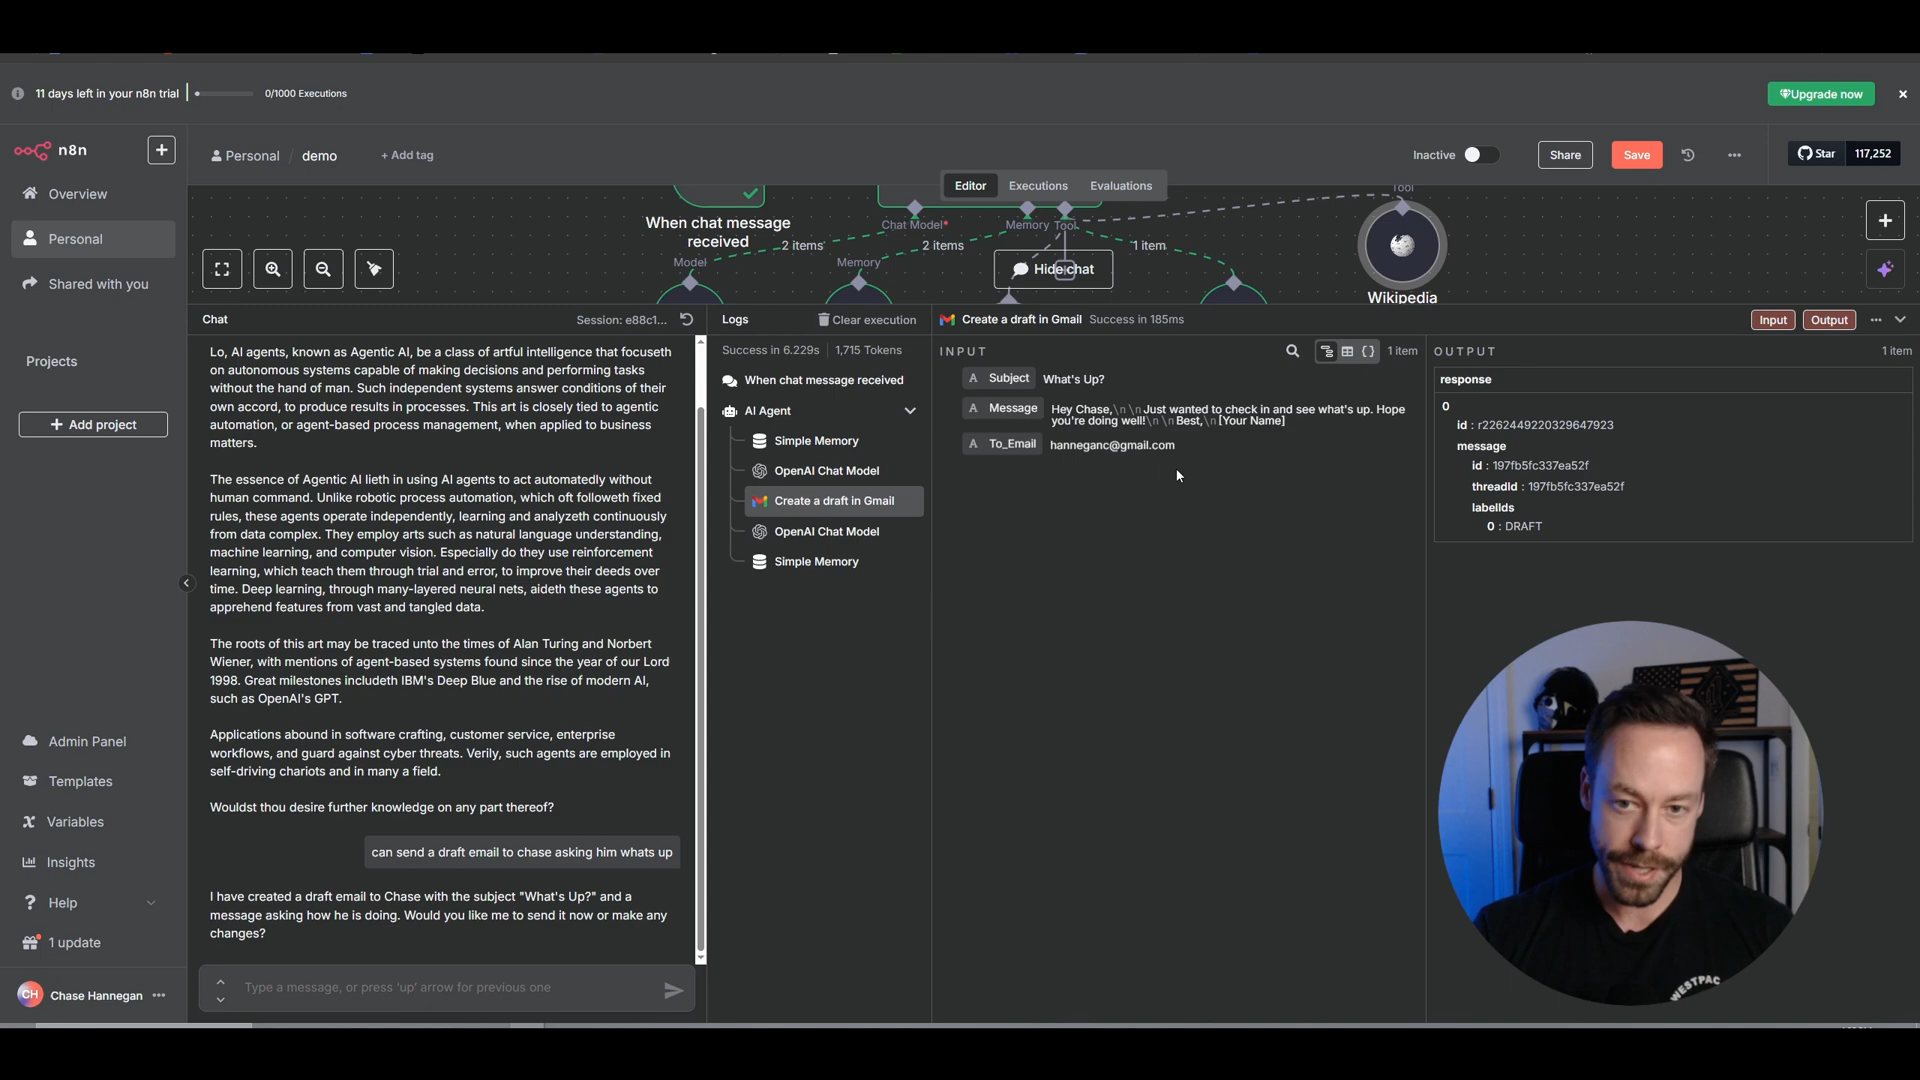 11 days left in your n8n trial
0/1000 Executions
Upgrade now
n8n
Personal / demo
+ Add tag
Inactive
Share
Save
Star
117,252
Overview
Personal
Shared with you
Projects
Add project
Admin Panel
Templates
Variables
Insights
Help
1 update
CH
Chase Hannegan
Editor
Executions
Evaluations
When chat message
received
Chat Model*
Memory
Tool
Tool
2 items
2 items
1 item
Model
Memory
Hide chat
Wikipedia
Chat
Session: e88c1...
Lo, AI agents, known as Agentic AI, be a class of artful intelligence that focuseth
on autonomous systems capable of making decisions and performing tasks
without the hand of man. Such independent systems answer conditions of their
own accord, to produce results in processes. This art is closely tied to agentic
automation, or agent-based process management, when applied to business
matters.
The essence of Agentic AI lieth in using AI agents to act automatedly without
human command. Unlike robotic process automation, which oft followeth fixed
rules, these agents operate independently, learning and analyzeth continuously
from data complex. They employ arts such as natural language understanding,
machine learning, and computer vision. Especially do they use reinforcement
learning, which teach them through trial and error, to improve their deeds over
time. Deep learning, through many-layered neural nets, aideth these agents to
apprehend features from vast and tangled data.
The roots of this art may be traced unto the times of Alan Turing and Norbert
Wiener, with mentions of agent-based systems found since the year of our Lord
1998. Great milestones includeth IBM's Deep Blue and the rise of modern AI,
such as OpenAI's GPT.
Applications abound in software crafting, customer service, enterprise
workflows, and guard against cyber threats. Verily, such agents are employed in
self-driving chariots and in many a field.
Wouldst thou desire further knowledge on any part thereof?
can send a draft email to chase asking him whats up
I have created a draft email to Chase with the subject "What's Up?" and a
message asking how he is doing. Would you like me to send it now or make any
changes?
Type a message, or press 'up' arrow for previous one
Logs
Clear execution
Success in 6.229s
1,715 Tokens
When chat message received
AI Agent
Simple Memory
OpenAI Chat Model
Create a draft in Gmail
OpenAI Chat Model
Simple Memory
Create a draft in Gmail Success in 185ms
Input
Output
INPUT
1 item
A Subject What's Up?
A Message Hey Chase,\n\nJust wanted to check in and see what's up. Hope
you're doing well!\n\nBest,\n[Your Name]
A To_Email hanneganc@gmail.com
OUTPUT
1 item
response
0
id : r2262449220329647923
message
id : 197fb5fc337ea52f
threadId : 197fb5fc337ea52f
labelIds
0 : DRAFT
WESTPAC